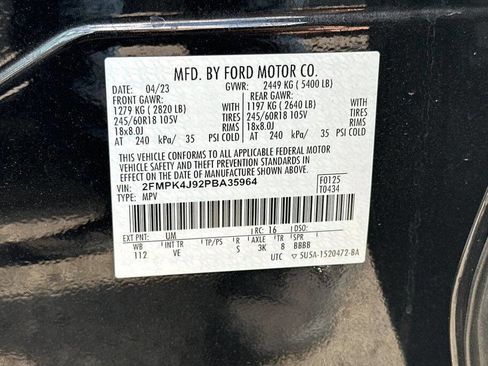 MFD. BY FORD MOTOR CO.
DATE: 04/23 GVWR: 2449 KG ( 5400 LB)
FRONT GAWR: REAR GAWR:
1279 KG ( 2820 LB) 1197 KG ( 2640 LB)
245/60R18 105V TIRES 245/60R18 105V
18x8.0J RIMS 18x8.0J
AT 240 kPa/ 35 PSI COLD AT 240 kPa/ 35 PSI COLD
THIS VEHICLE CONFORMS TO ALL APPLICABLE FEDERAL MOTOR
VEHICLE SAFETY AND THEFT PREVENTION STANDARDS IN
EFFECT ON THE DATE OF MANUFACTURE SHOWN ABOVE.
VIN: 2FMPK4J92PBA35964 F0125
TYPE: MPV T0434
EXT PNT: UM RC: 16 DSO:
WB INT TR TP/PS R AXLE TR SPR
112 VE S 3K 8 BBBB
UTC ▽ 5U5A-1520472-BA